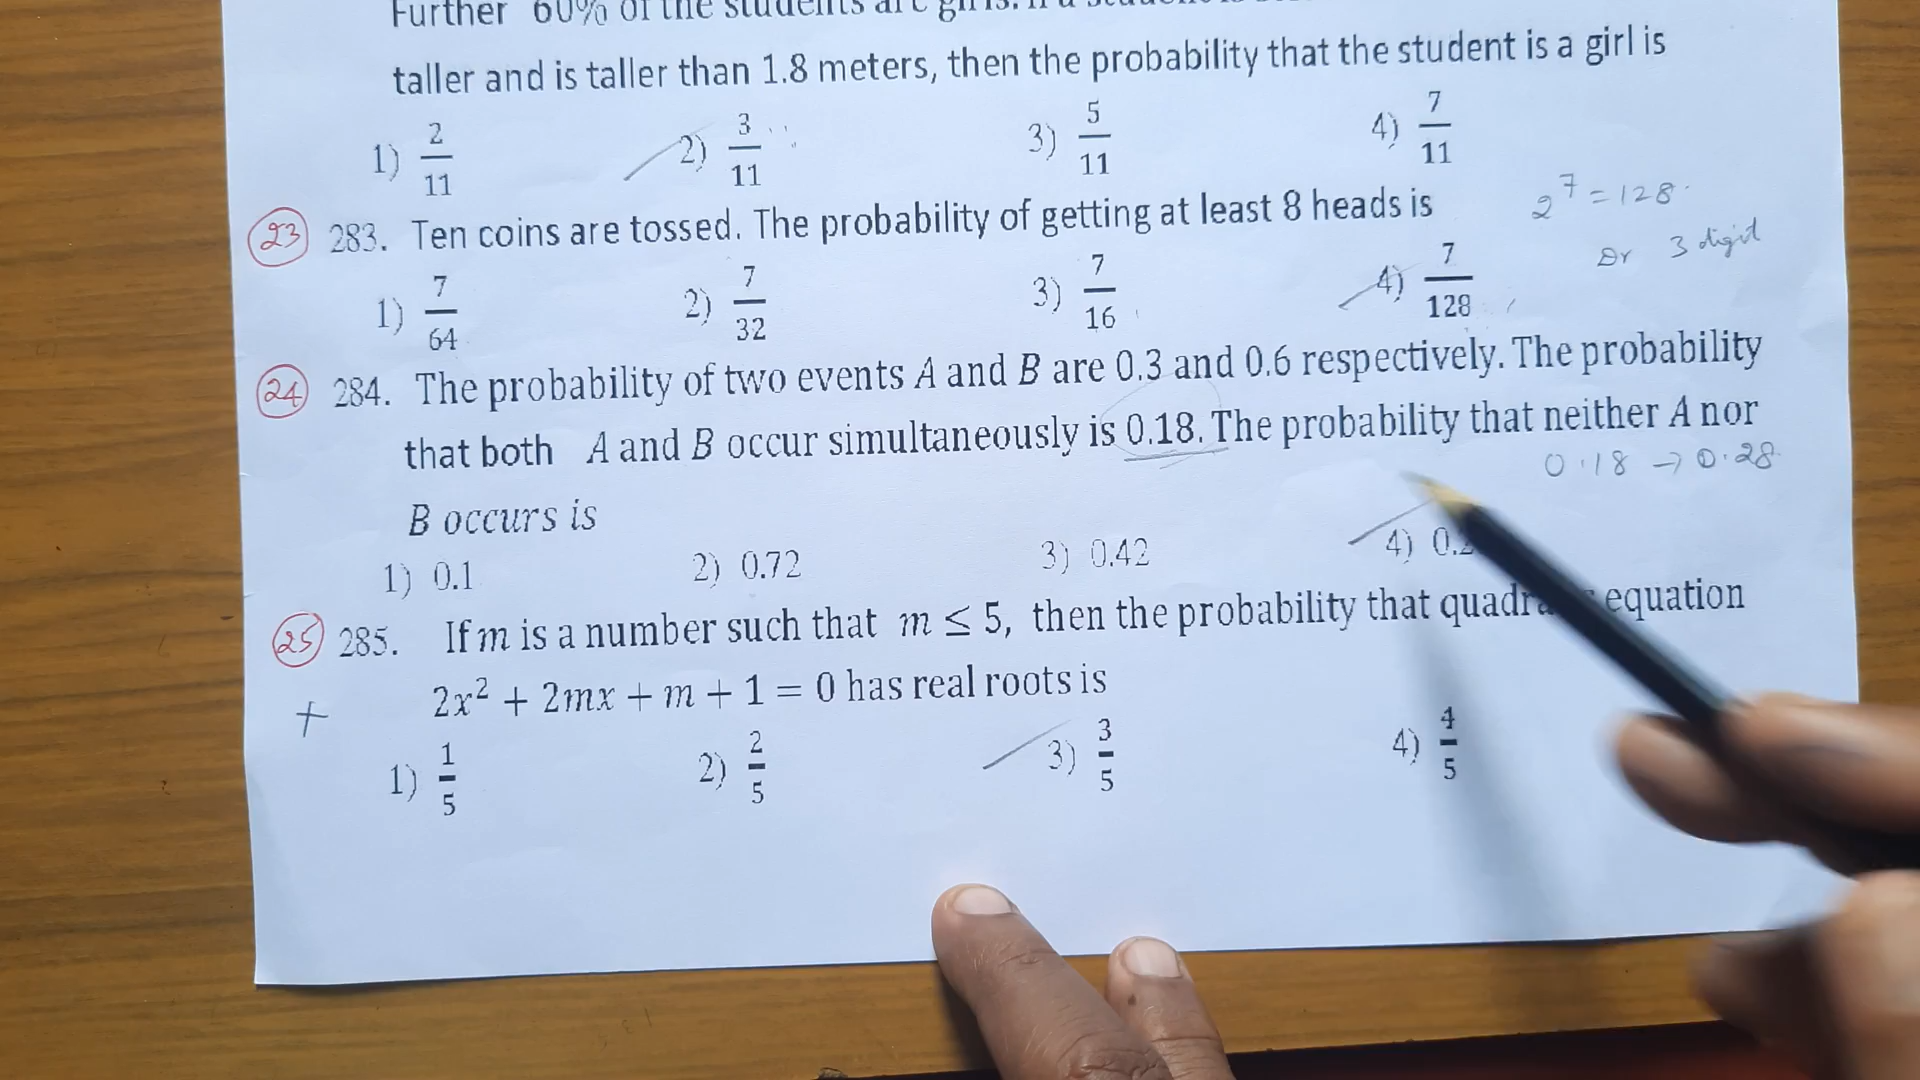 Further 60% of the students are girls. If a student is
taller and is taller than 1.8 meters, then the probability that the student is a girl is
1) 2/11 2) 3/11 3) 5/11 4) 7/11
23 283. Ten coins are tossed. The probability of getting at least 8 heads is 2^7 = 128.
Dr 3 digit
1) 7/64 2) 7/32 3) 7/16 4) 7/128
24 284. The probability of two events A and B are 0.3 and 0.6 respectively. The probability
that both A and B occur simultaneously is 0.18. The probability that neither A nor
0.18 → 0.28
B occurs is
1) 0.1 2) 0.72 3) 0.42 4)
25 285. If m is a number such that m ≤ 5, then the probability that equation
+ 2x² + 2mx + m + 1 = 0 has real roots is
1) 1/5 2) 2/5 3) 3/5 4) 4/5